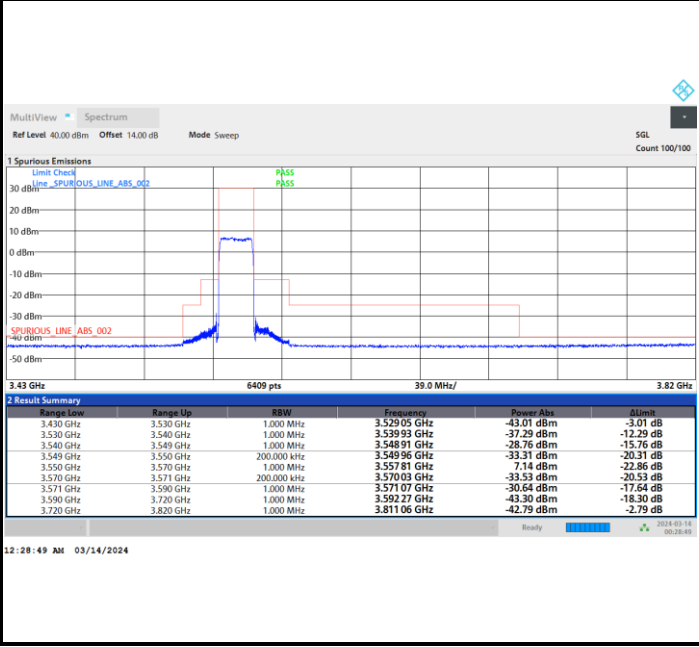 MultiView Spectrum
Ref Level 40.00 dBm Offset 14.00 dB Mode Sweep SGL
Count 100/100
1 Spurious Emissions
Limit Check PASS
Line _SPURIOUS_LINE_ABS_002 PASS
30 dBm
20 dBm
10 dBm
0 dBm
-10 dBm
-20 dBm
-30 dBm
_SPURIOUS_LINE_ABS_002
-40 dBm
-50 dBm
3.43 GHz 6409 pts 39.0 MHz/ 3.82 GHz
2 Result Summary
Range Low Range Up RBW Frequency Power Abs ΔLimit
3.430 GHz 3.530 GHz 1.000 MHz 3.529 05 GHz -43.01 dBm -3.01 dB
3.530 GHz 3.540 GHz 1.000 MHz 3.539 93 GHz -37.29 dBm -12.29 dB
3.540 GHz 3.549 GHz 1.000 MHz 3.548 91 GHz -28.76 dBm -15.76 dB
3.549 GHz 3.550 GHz 200.000 kHz 3.549 96 GHz -33.31 dBm -20.31 dB
3.550 GHz 3.570 GHz 1.000 MHz 3.557 81 GHz 7.14 dBm -22.86 dB
3.570 GHz 3.571 GHz 200.000 kHz 3.570 03 GHz -33.53 dBm -20.53 dB
3.571 GHz 3.590 GHz 1.000 MHz 3.571 07 GHz -30.64 dBm -17.64 dB
3.590 GHz 3.720 GHz 1.000 MHz 3.592 27 GHz -43.30 dBm -18.30 dB
3.720 GHz 3.820 GHz 1.000 MHz 3.811 06 GHz -42.79 dBm -2.79 dB
Ready 2024-03-14
00:28:49
12:28:49 AM 03/14/2024